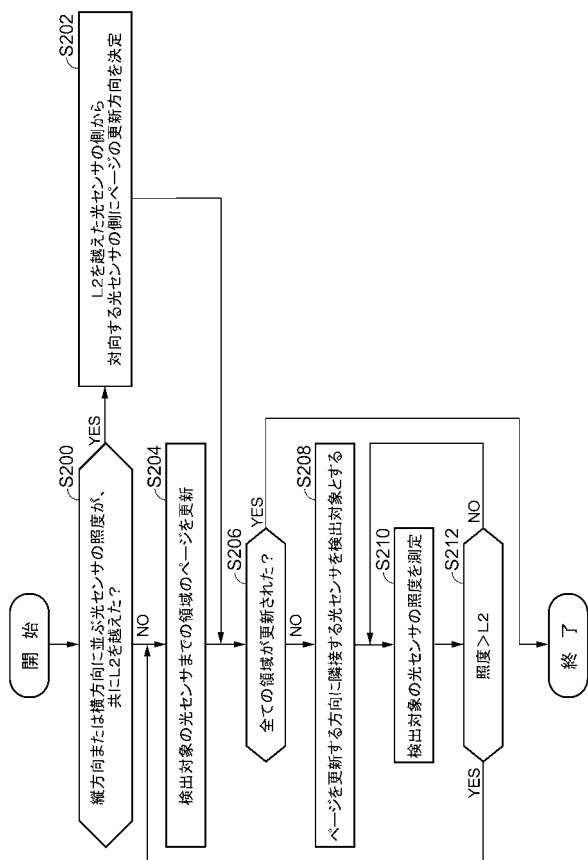 開　始
S200
縦方向または横方向に並ぶ光センサの照度が、
共にL2を越えた？
YES
NO
S202
L2を越えた光センサの側から
対向する光センサの側にページの更新方向を決定
S204
検出対象の光センサまでの領域のページを更新
S206
全ての領域が更新された？
YES
NO
S208
ページを更新する方向に隣接する光センサを検出対象とする
S210
検出対象の光センサの照度を測定
S212
照度＞L2
NO
YES
終　了